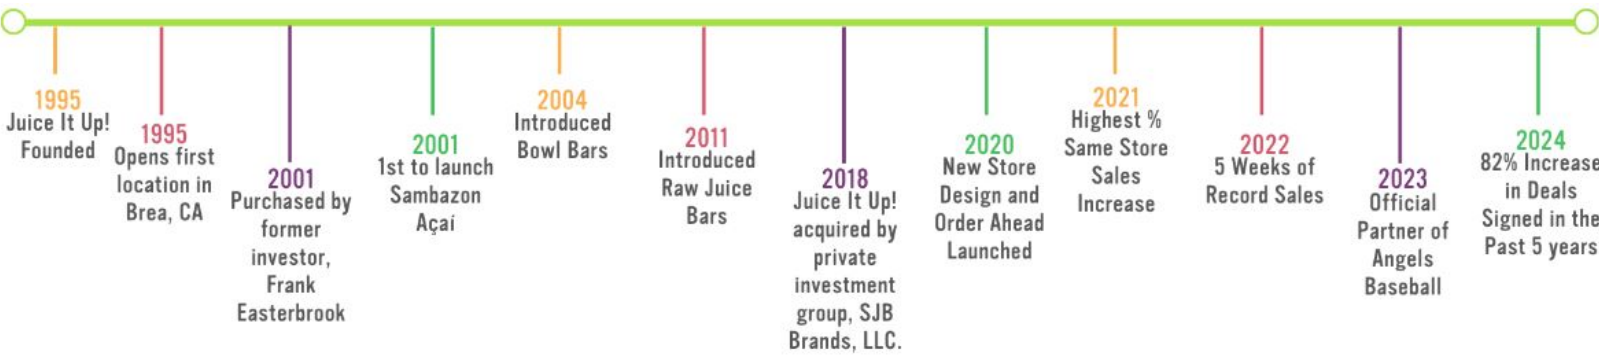 1995
Juice It Up!
Founded
1995
Opens first
location in
Brea, CA
2001
Purchased by
former
investor,
Frank
Easterbrook
2001
1st to launch
Sambazon
Açaí
2004
Introduced
Bowl Bars
2011
Introduced
Raw Juice
Bars
2018
Juice It Up!
acquired by
private
investment
group, SJB
Brands, LLC.
2020
New Store
Design and
Order Ahead
Launched
2021
Highest %
Same Store
Sales
Increase
2022
5 Weeks of
Record Sales
2023
Official
Partner of
Angels
Baseball
2024
82% Increase
in Deals
Signed in the
Past 5 years